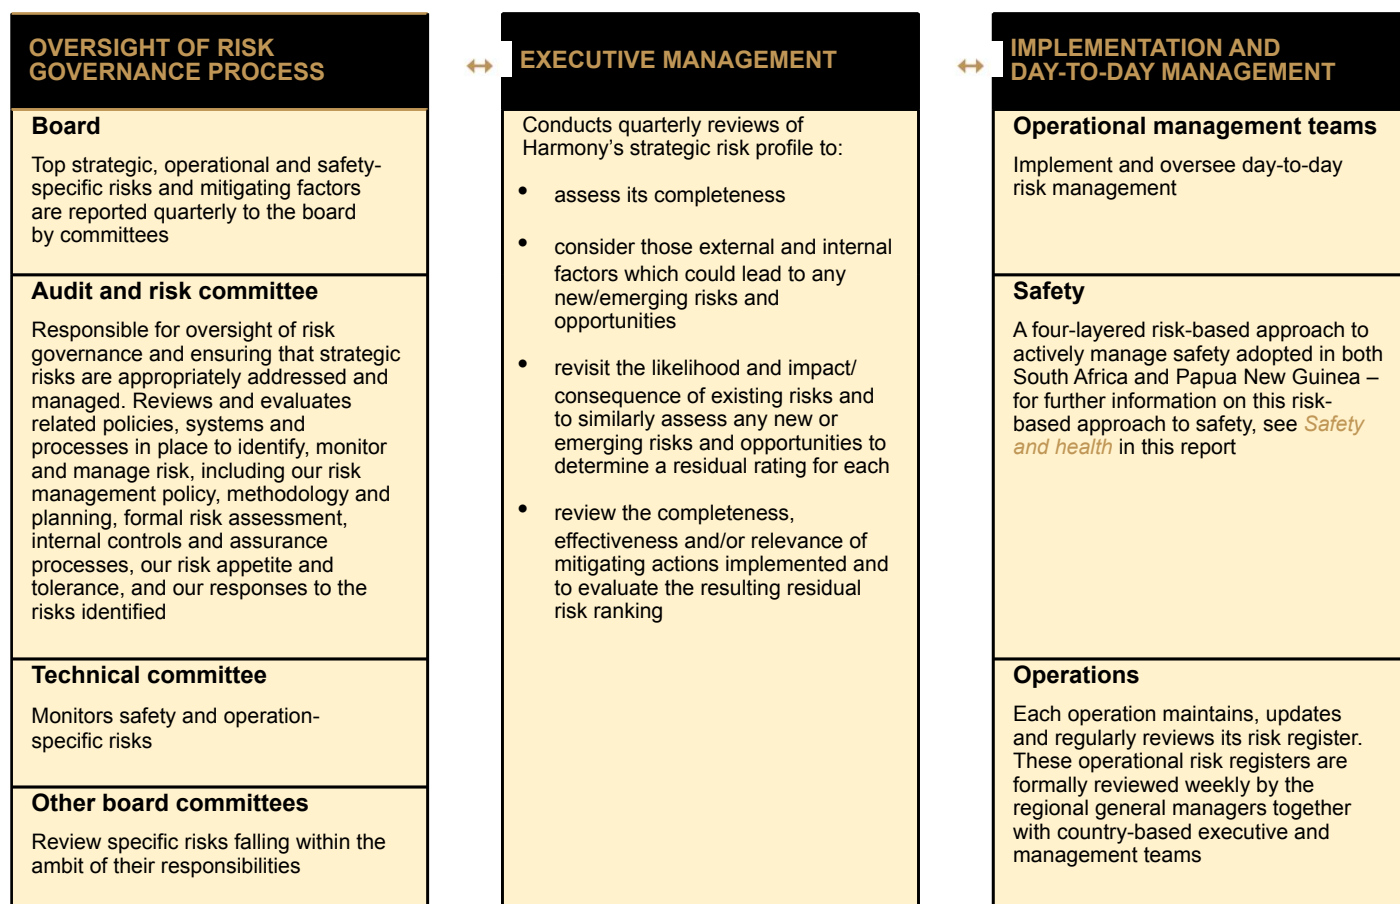 OVERSIGHT OF RISK
GOVERNANCE PROCESS
Board
Top strategic, operational and safety-
specific risks and mitigating factors
are reported quarterly to the board
by committees
Audit and risk committee
Responsible for oversight of risk
governance and ensuring that strategic
risks are appropriately addressed and
managed. Reviews and evaluates
related policies, systems and
processes in place to identify, monitor
and manage risk, including our risk
management policy, methodology and
planning, formal risk assessment,
internal controls and assurance
processes, our risk appetite and
tolerance, and our responses to the
risks identified
Technical committee
Monitors safety and operation-
specific risks
Other board committees
Review specific risks falling within the
ambit of their responsibilities
↔ EXECUTIVE MANAGEMENT
Conducts quarterly reviews of
Harmony’s strategic risk profile to:
• assess its completeness
• consider those external and internal
factors which could lead to any
new/emerging risks and
opportunities
• revisit the likelihood and impact/
consequence of existing risks and
to similarly assess any new or
emerging risks and opportunities to
determine a residual rating for each
• review the completeness,
effectiveness and/or relevance of
mitigating actions implemented and
to evaluate the resulting residual
risk ranking
↔ IMPLEMENTATION AND
DAY-TO-DAY MANAGEMENT
Operational management teams
Implement and oversee day-to-day
risk management
Safety
A four-layered risk-based approach to
actively manage safety adopted in both
South Africa and Papua New Guinea –
for further information on this risk-
based approach to safety, see Safety
and health in this report
Operations
Each operation maintains, updates
and regularly reviews its risk register.
These operational risk registers are
formally reviewed weekly by the
regional general managers together
with country-based executive and
management teams